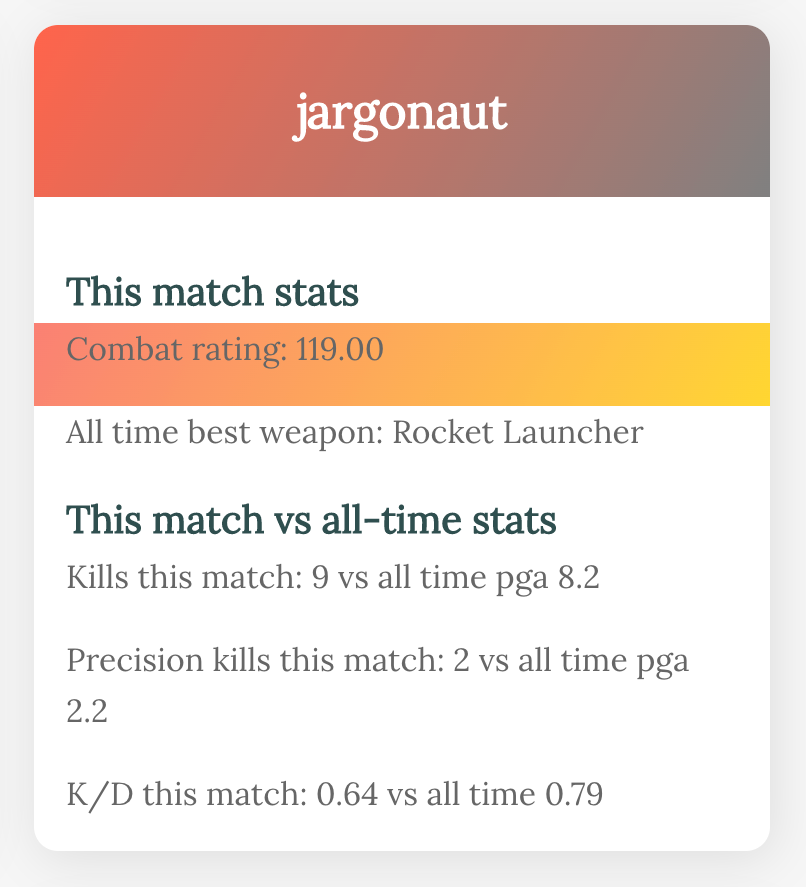 jargonaut
This match stats
Combat rating: 119.00
All time best weapon: Rocket Launcher
This match vs all-time stats
Kills this match: 9 vs all time pga 8.2
Precision kills this match: 2 vs all time pga
2.2
K/D this match: 0.64 vs all time 0.79